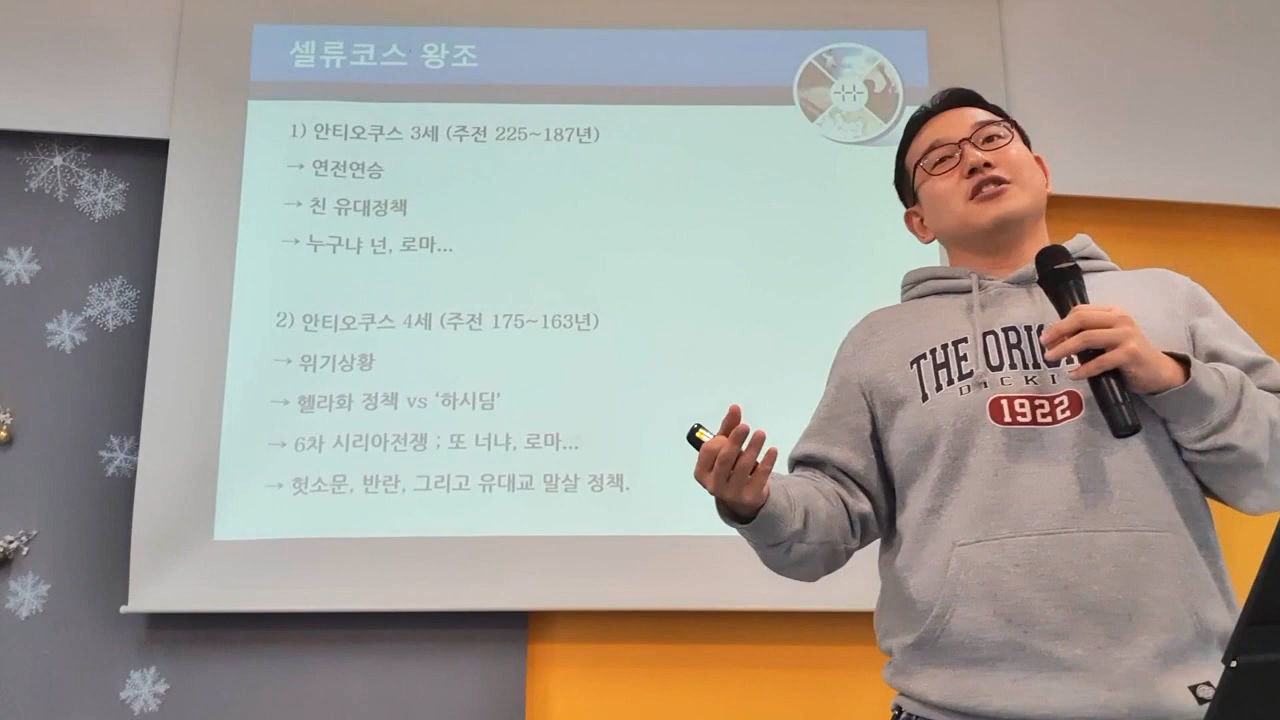 셀류코스 왕조
1) 안티오쿠스 3세 (주전 225~187년)
→ 연전연승
→ 친 유대정책
→ 누구냐 넌, 로마...
2) 안티오쿠스 4세 (주전 175~163년)
→ 위기상황
→ 헬라화 정책 vs '하시딤'
→ 6차 시리아전쟁 ; 또 너냐, 로마...
→ 헛소문, 반란, 그리고 유대교 말살 정책.
THE
1922